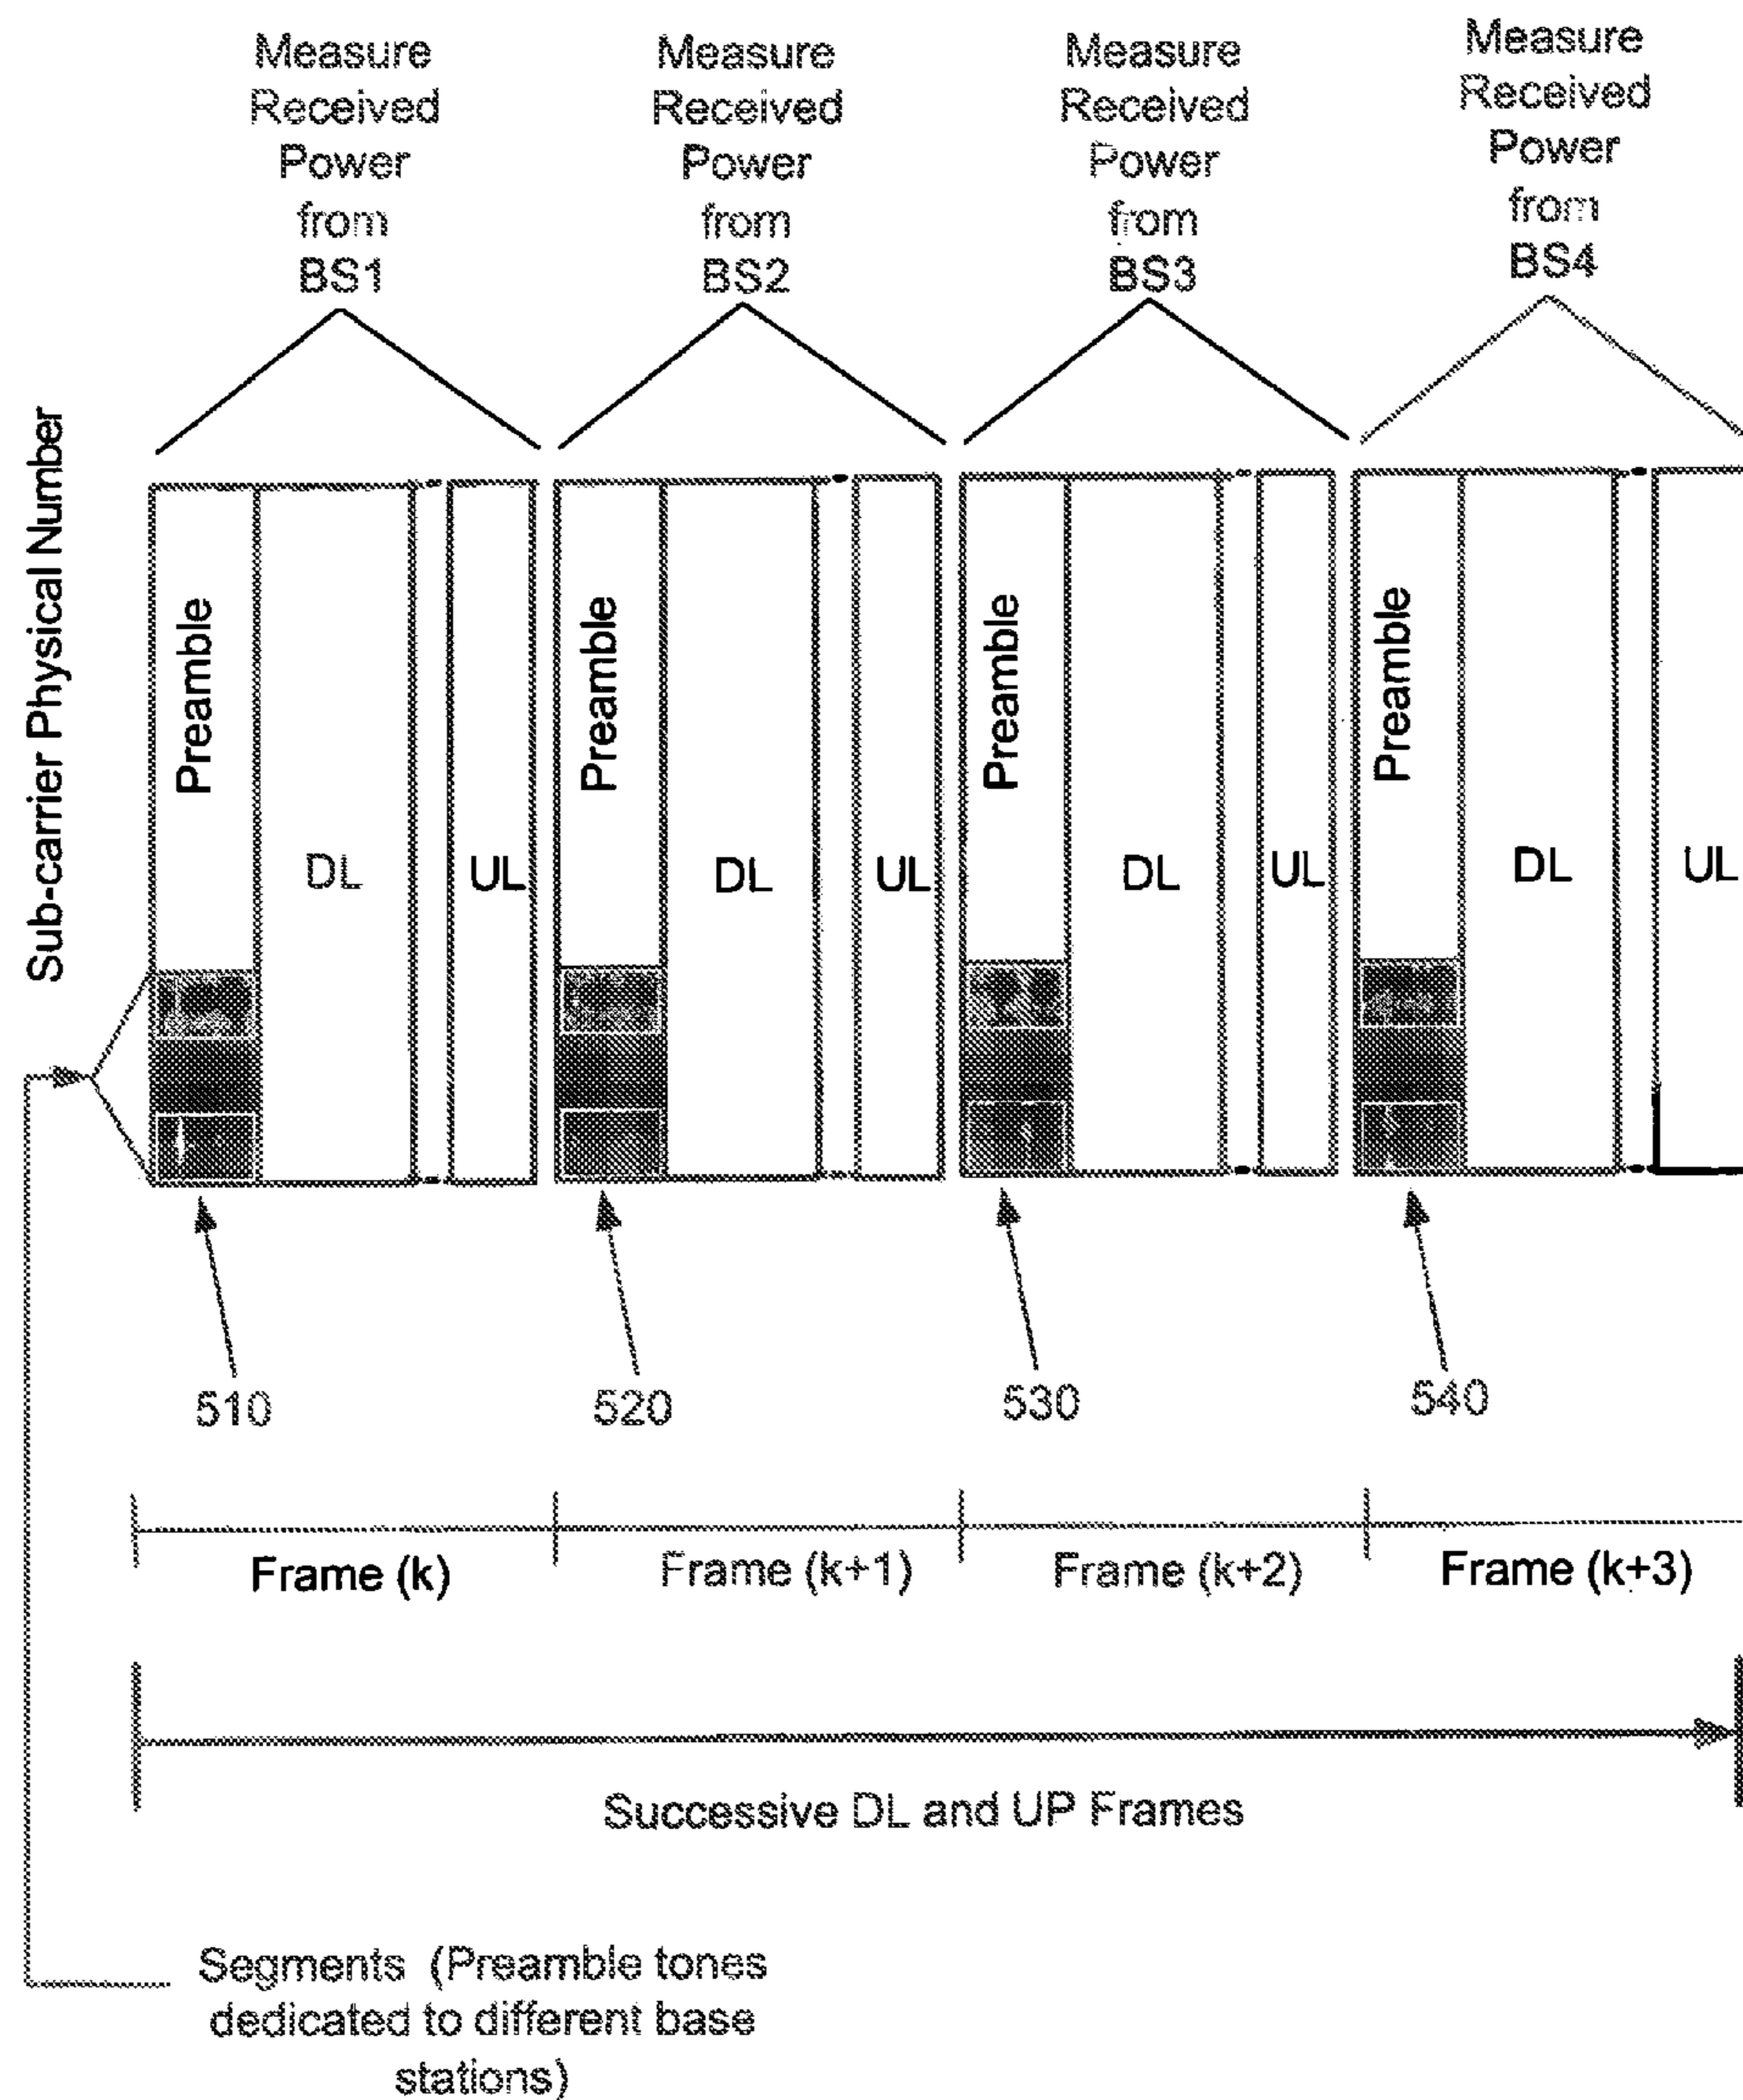 Measure
Received
Power
from
BS1
Measure
Received
Power
from
BS2
Measure
Received
Power
from
BS3
Measure
Received
Power
from
BS4
Sub-carrier Physical Number
Preamble
DL
UL
Preamble
DL
UL
Preamble
DL
UL
Preamble
DL
UL
510
520
530
540
Frame (k)
Frame (k+1)
Frame (k+2)
Frame (k+3)
Successive DL and UP Frames
Segments (Preamble tones
dedicated to different base
stations)